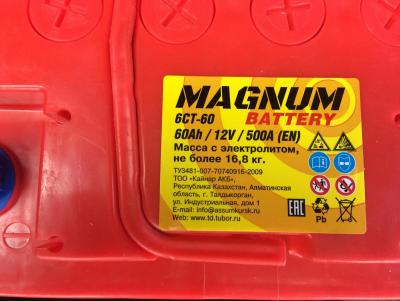 MAGNUM
BATTERY
6СТ-60
60Ah / 12V / 500A (EN)
Масса с электролитом,
не более 16,8 кг.
ТУ3481-007-70740916-2009
ТОО «Кайнар АКБ»,
Республика Казахстан, Алматинская
область, г. Талдыкорган,
ул. Индустриальная, дом 1
E-mail: info@assumkursk.ru
Web: www.td.tubor.ru
EAC
Pb